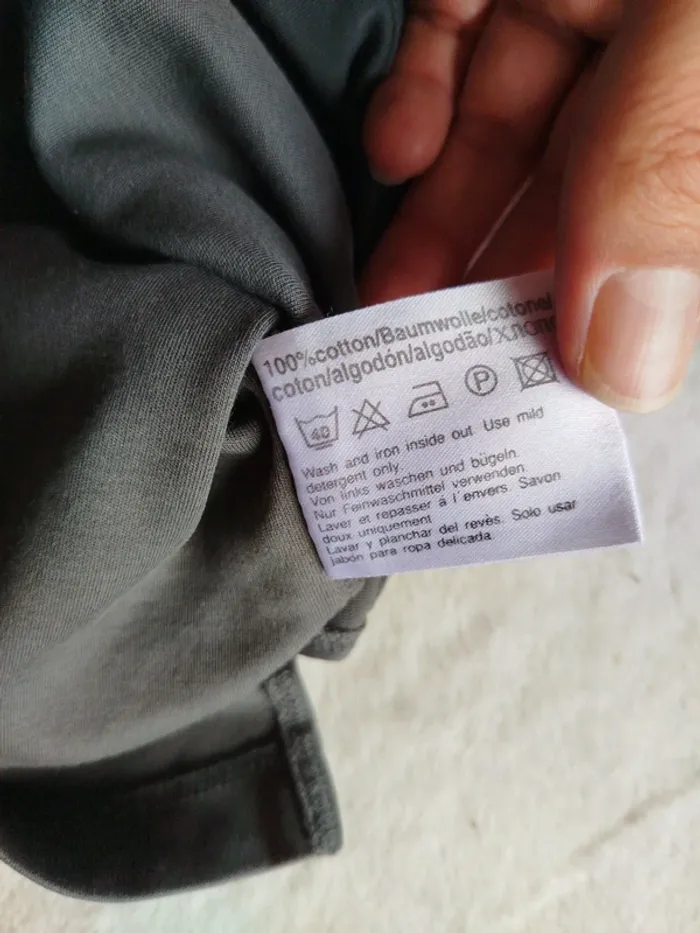 100%cotton/Baumwolle/cotone/
coton/algodón/algodão/Хлопо
40 P
Wash and iron inside out. Use mild
detergent only.
Von links waschen und bügeln.
Nur Feinwaschmittel verwenden.
Laver et repasser à l'envers. Savon
doux uniquement
Lavar y planchar del revés. Solo usar
jabón para ropa delicada.